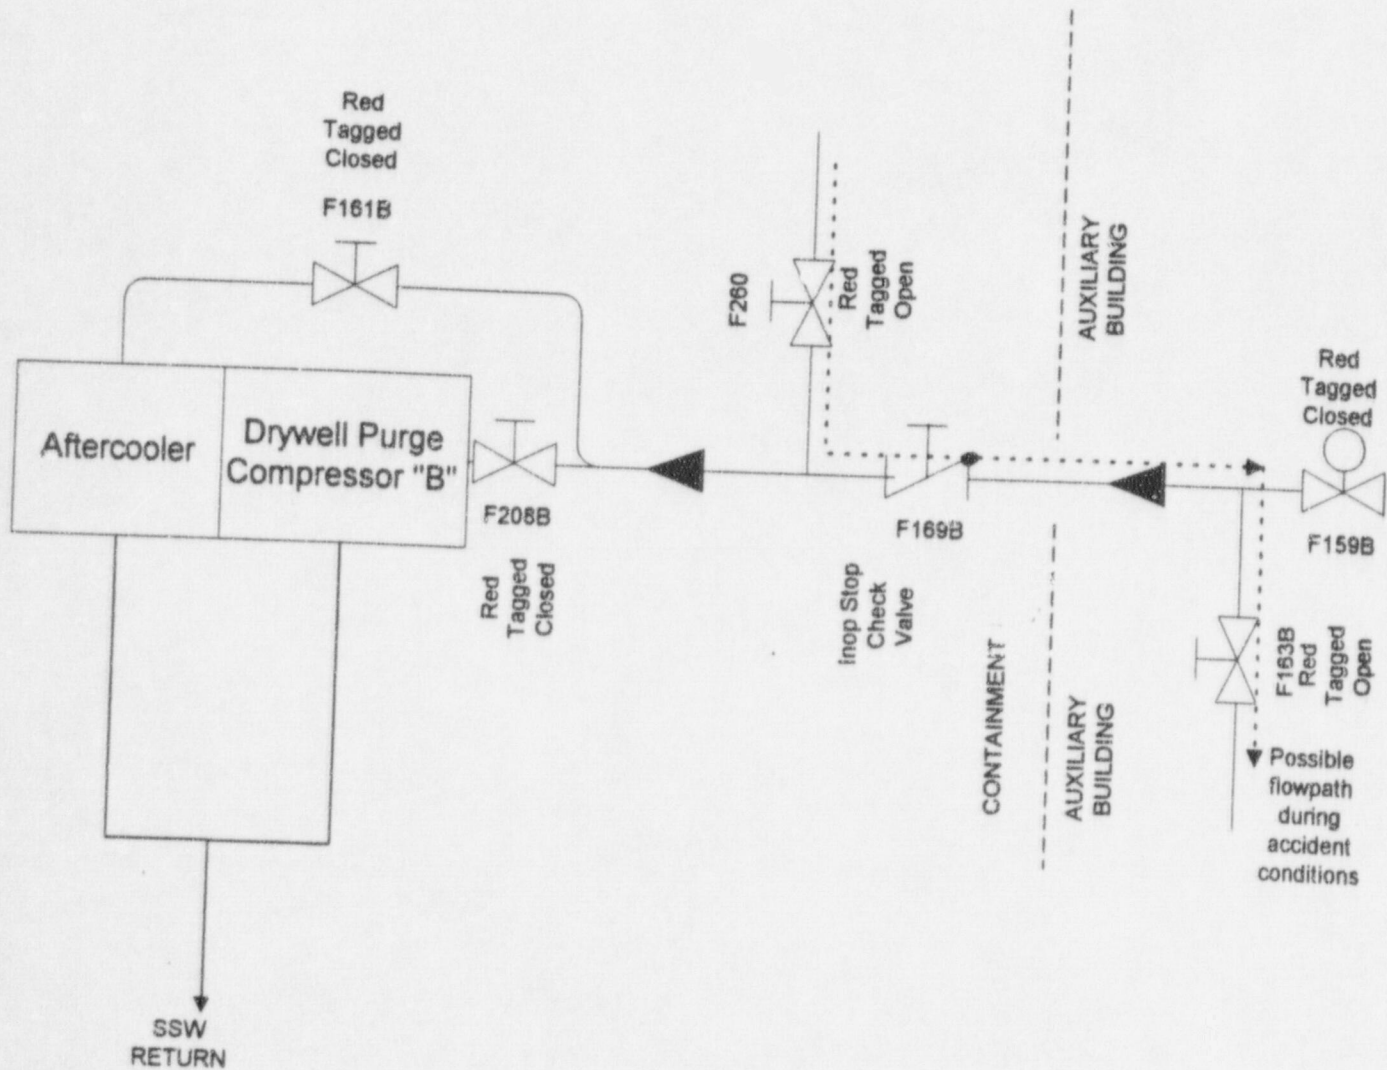 Red
Tagged
Closed
F161B
F260
Red
Tagged
Open
AUXILIARY
BUILDING
Red
Tagged
Closed
F159B
Aftercooler
Drywell Purge
Compressor "B"
F208B
Red
Tagged
Closed
F169B
Inop Stop
Check
Valve
CONTAINMENT
AUXILIARY
BUILDING
F163B
Red
Tagged
Open
Possible
flowpath
during
accident
conditions
SSW
RETURN